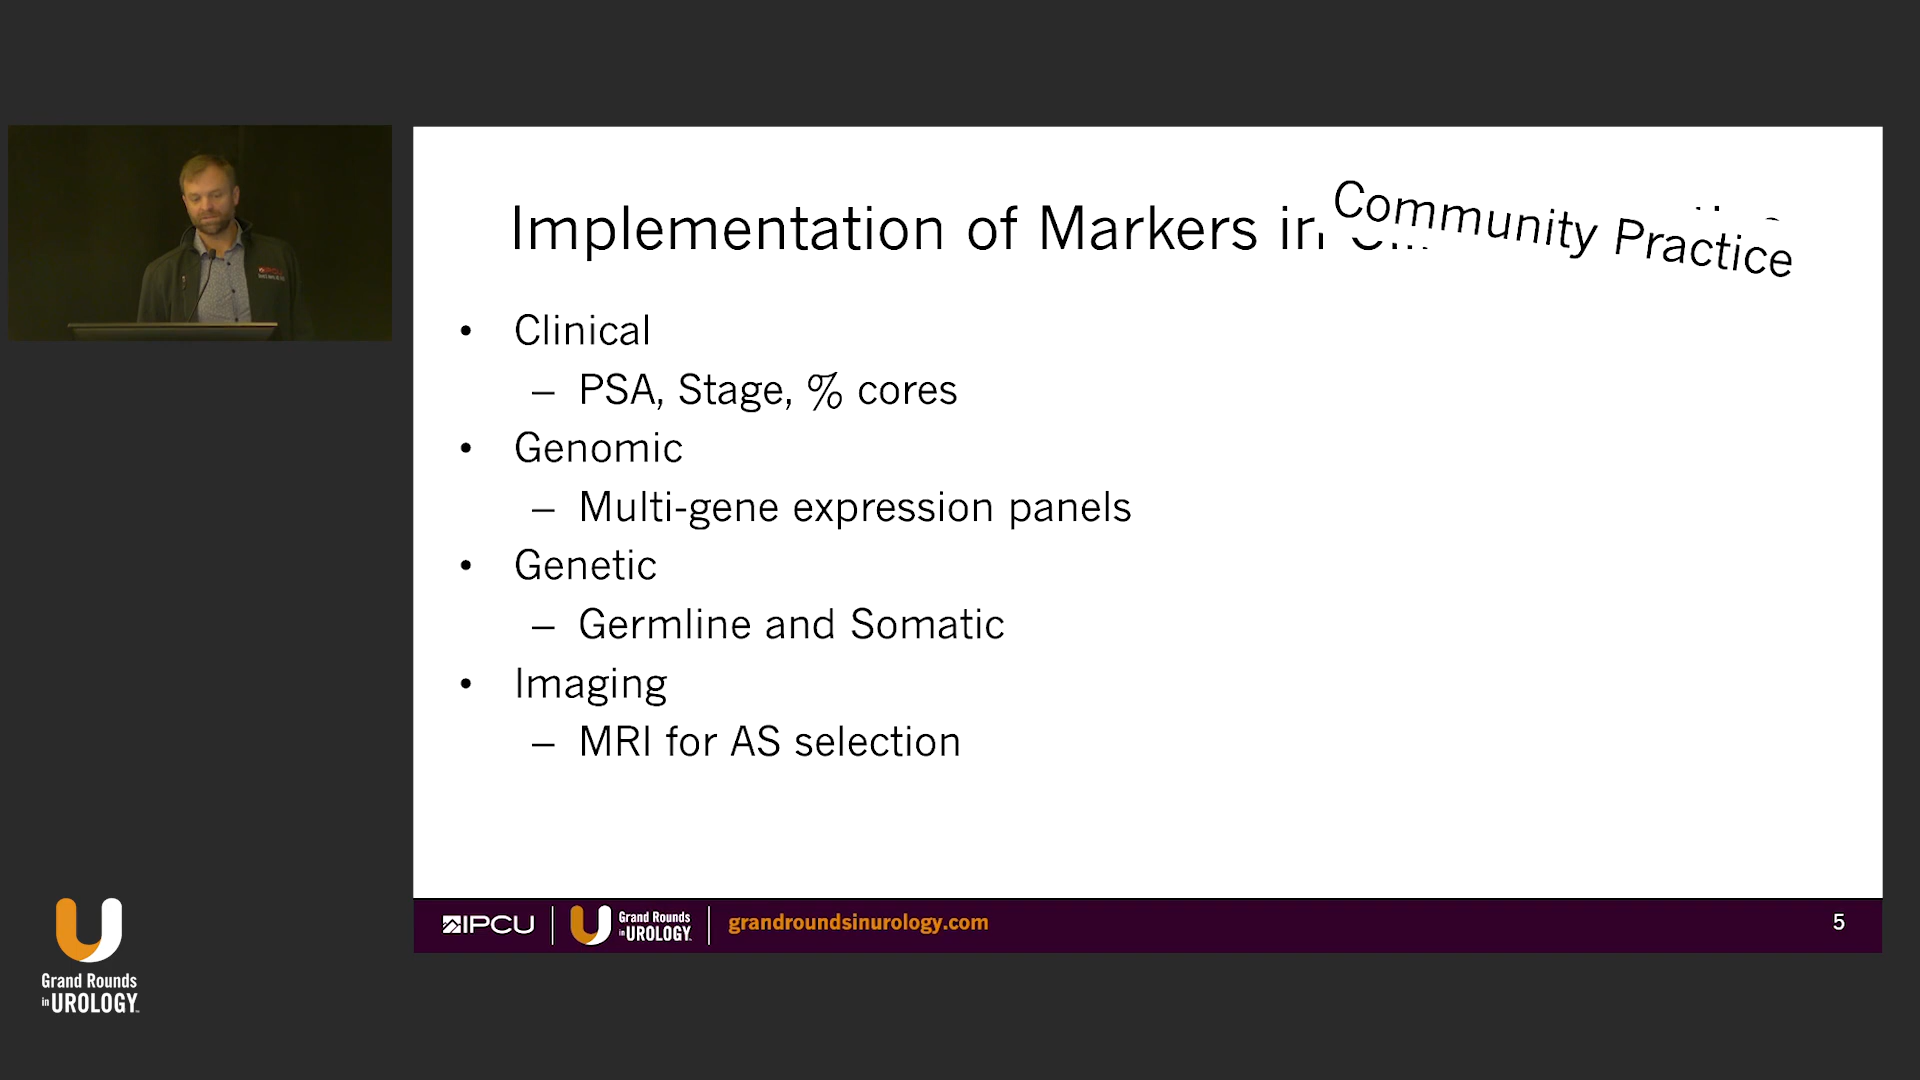 Implementation of Markers in
Community Practice
• Clinical
– PSA, Stage, % cores
• Genomic
– Multi-gene expression panels
• Genetic
– Germline and Somatic
• Imaging
– MRI for AS selection
IPCU
Grand Rounds
in UROLOGY
grandroundsinurology.com
5
Grand Rounds
in UROLOGY